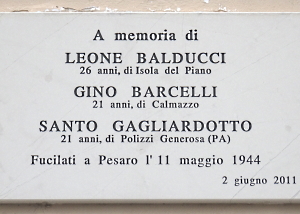 A memoria di
LEONE BALDUCCI
26 anni, di Isola del Piano
GINO BARCELLI
21 anni, di Calmazzo
SANTO GAGLIARDOTTO
21 anni, di Polizzi Generosa (PA)
Fucilati a Pesaro l'11 maggio 1944
2 giugno 2011